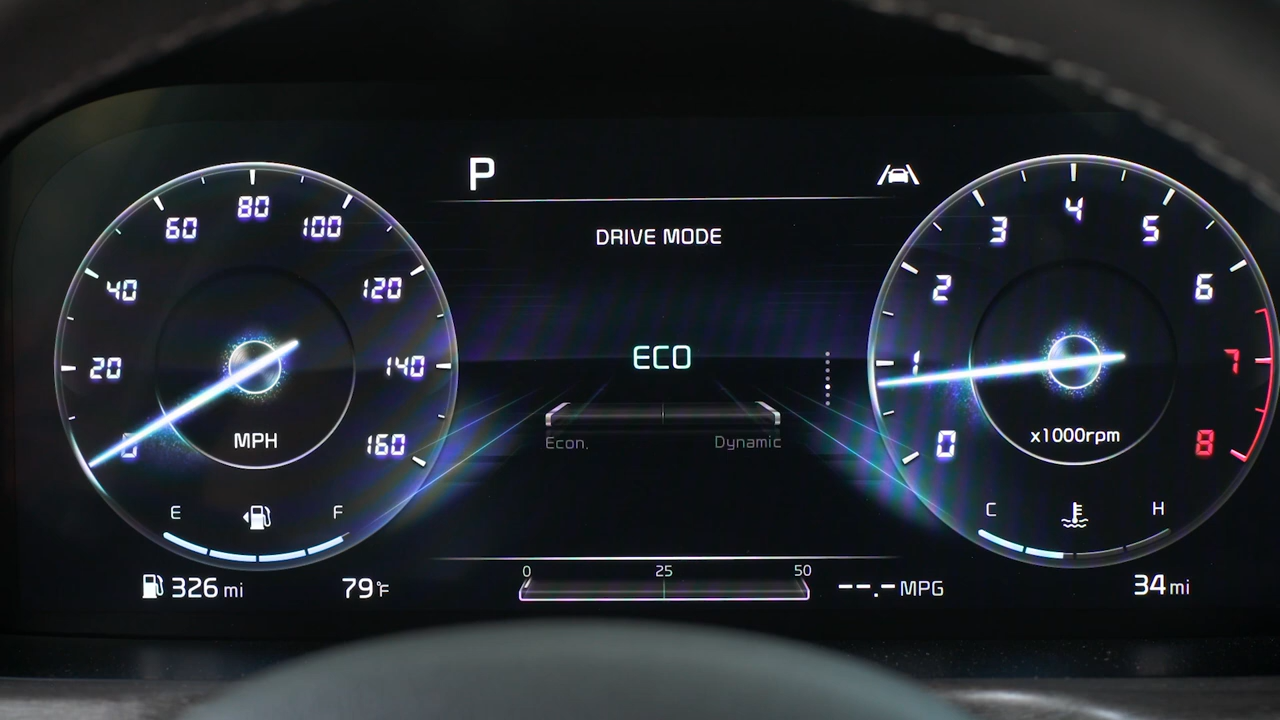 P
DRIVE MODE
ECO
Econ. Dynamic
0 20 40 60 80 100 120 140 160
MPH
E F
326 mi 79°F
0 25 50
--.- MPG
0 1 2 3 4 5 6 7 8
x1000rpm
C H
34 mi